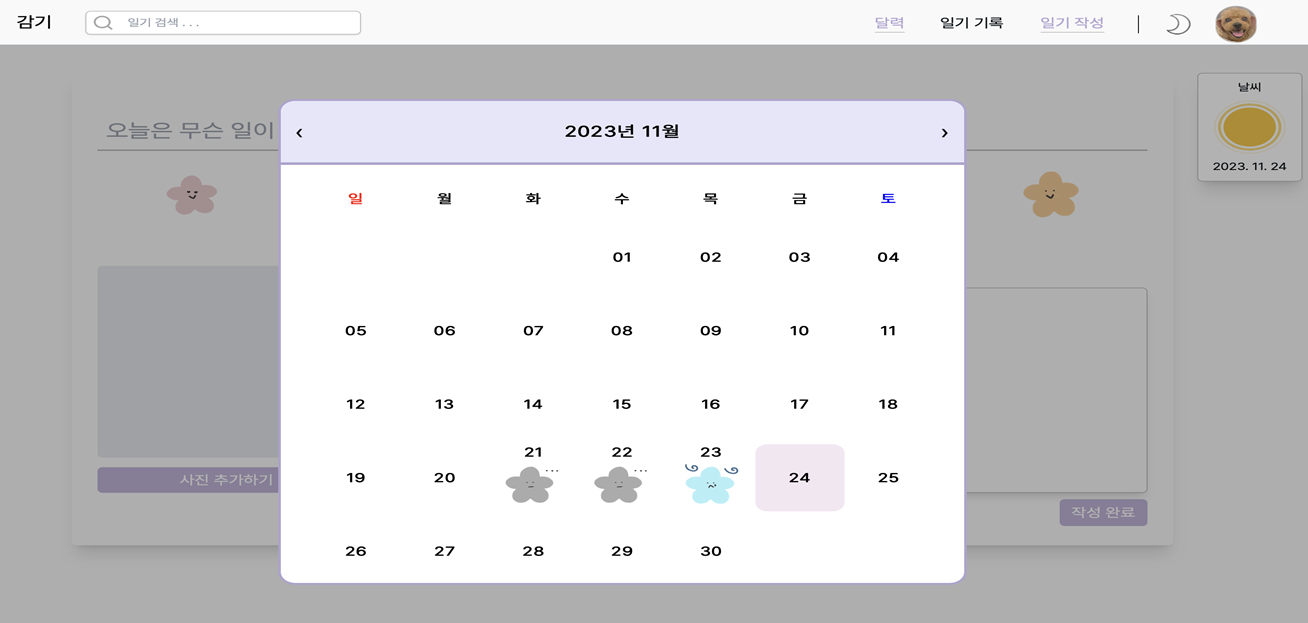 감기
일기 검색 . . .
달력 일기 기록 일기 작성
날씨
2023. 11. 24
오늘은 무슨 일이
‹ 2023년 11월 ›
일 월 화 수 목 금 토
01 02 03 04
05 06 07 08 09 10 11
12 13 14 15 16 17 18
19 20 21 22 23 24 25
26 27 28 29 30
사진 추가하기
작성 완료